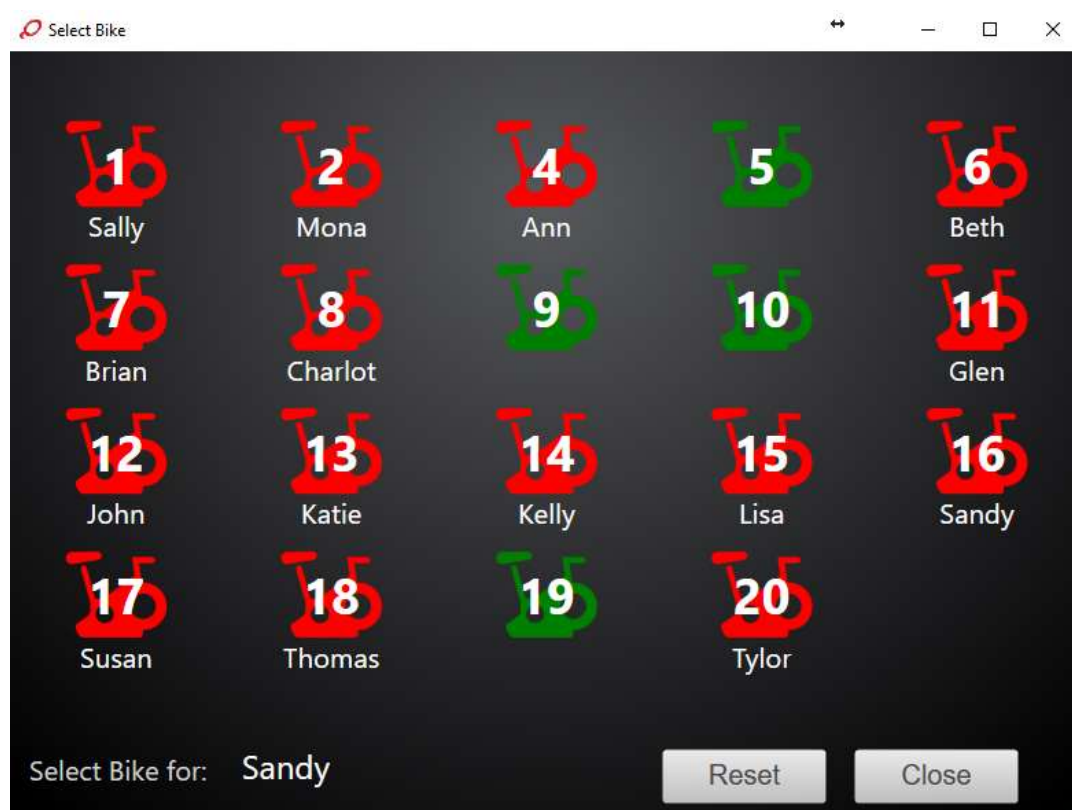 Select Bike
1 2 4 5 6
Sally Mona Ann Beth
7 8 9 10 11
Brian Charlot Glen
12 13 14 15 16
John Katie Kelly Lisa Sandy
17 18 19 20
Susan Thomas Tylor
Select Bike for: Sandy Reset Close